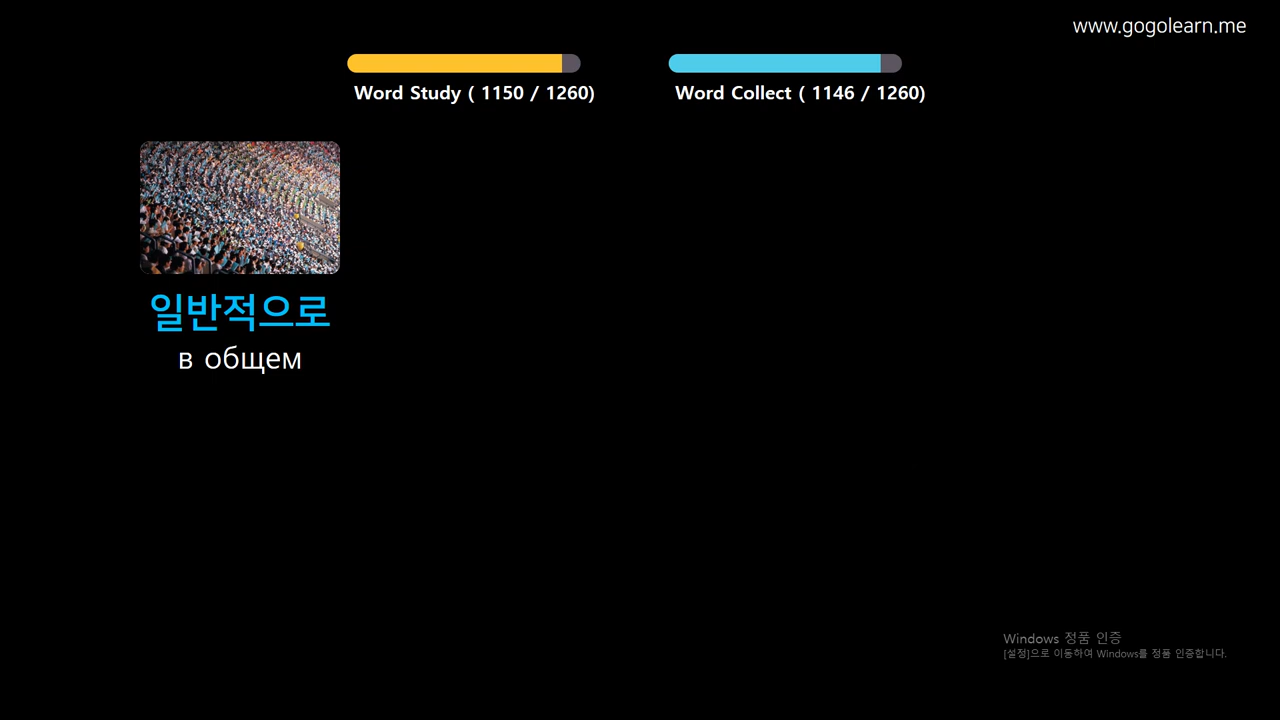 www.gogolearn.me
Word Study ( 1150 / 1260)
Word Collect ( 1146 / 1260)
일반적으로
в общем
Windows 정품 인증
[설정]으로 이동하여 Windows를 정품 인증합니다.